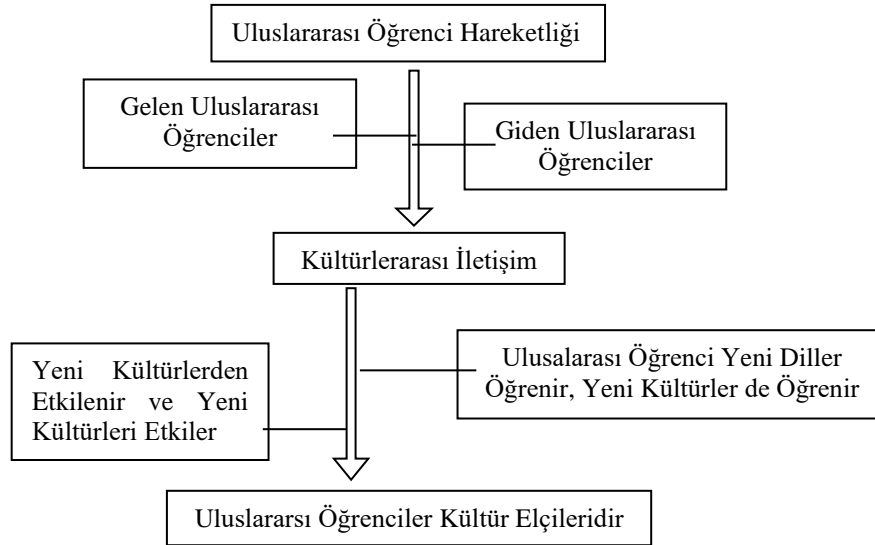 Uluslararası Öğrenci Hareketliği
Gelen Uluslararası
Öğrenciler
Giden Uluslararası
Öğrenciler
Kültürlerarası İletişim
Yeni Kültürlerden
Etkilenir ve Yeni
Kültürleri Etkiler
Ulusalarası Öğrenci Yeni Diller
Öğrenir, Yeni Kültürler de Öğrenir
Uluslararsı Öğrenciler Kültür Elçileridir